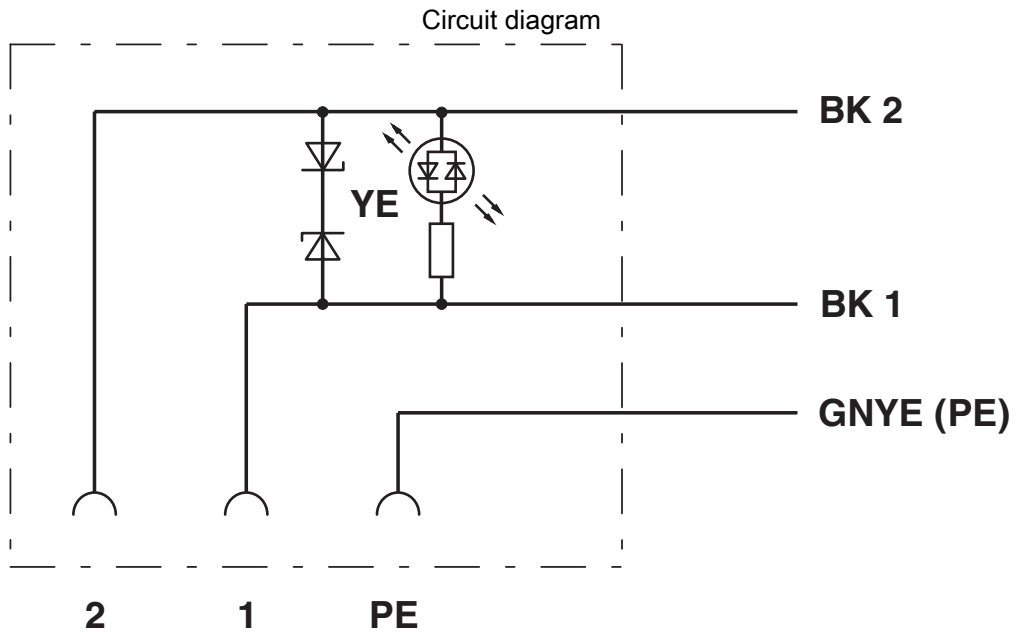 Circuit diagram
BK 2
YE
BK 1
GNYE (PE)
2 1 PE